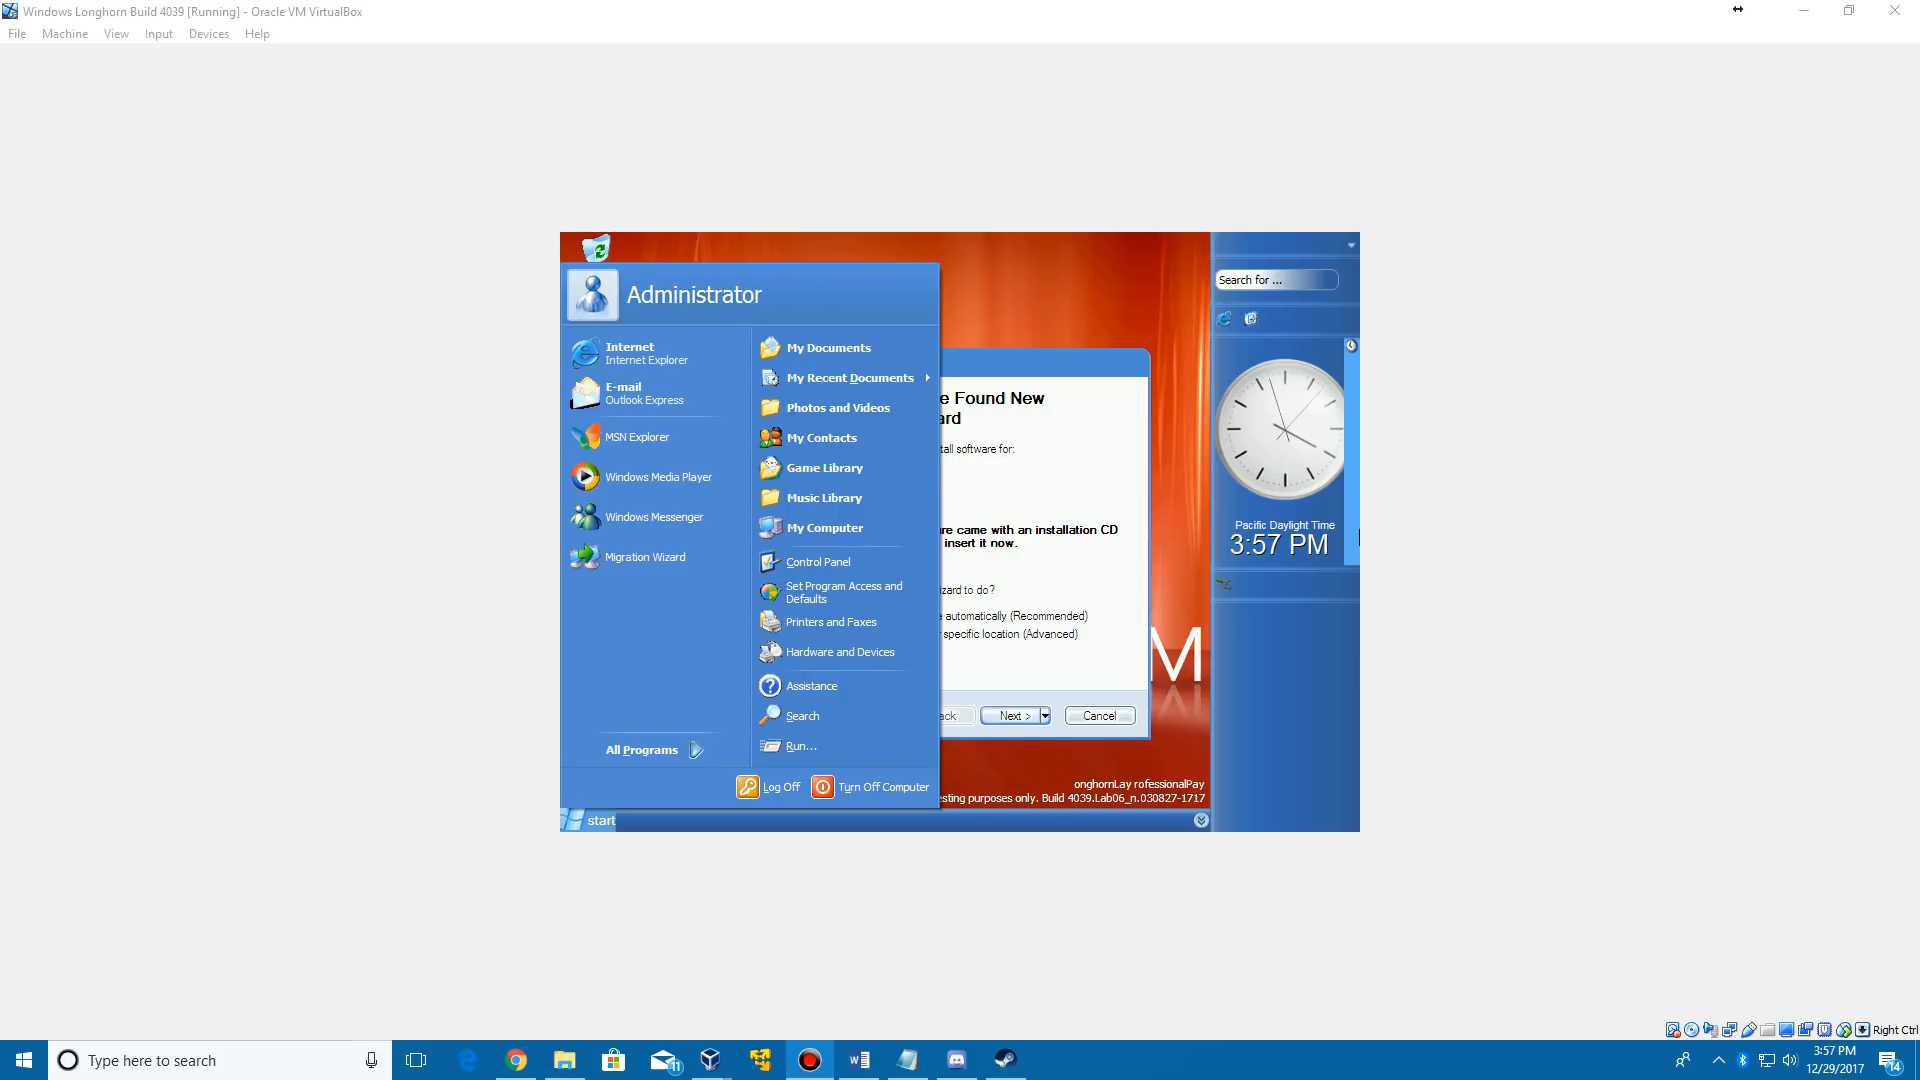 Windows Longhorn Build 4039 [Running] - Oracle VM VirtualBox
File Machine View Input Devices Help
Administrator
Internet
Internet Explorer
E-mail
Outlook Express
MSN Explorer
Windows Media Player
Windows Messenger
Migration Wizard
All Programs
My Documents
My Recent Documents
Photos and Videos
My Contacts
Game Library
Music Library
My Computer
Control Panel
Set Program Access and
Defaults
Printers and Faxes
Hardware and Devices
Assistance
Search
Run...
Log Off
Turn Off Computer
e Found New
ard
tall software for:
re came with an installation CD
insert it now.
izard to do?
e automatically (Recommended)
specific location (Advanced)
ack
Next >
Cancel
M
onghornLay rofessionalPay
esting purposes only. Build 4039.Lab06_n.030827-1717
start
Search for ...
Pacific Daylight Time
3:57 PM
Right Ctrl
Type here to search
11
3:57 PM
12/29/2017
14